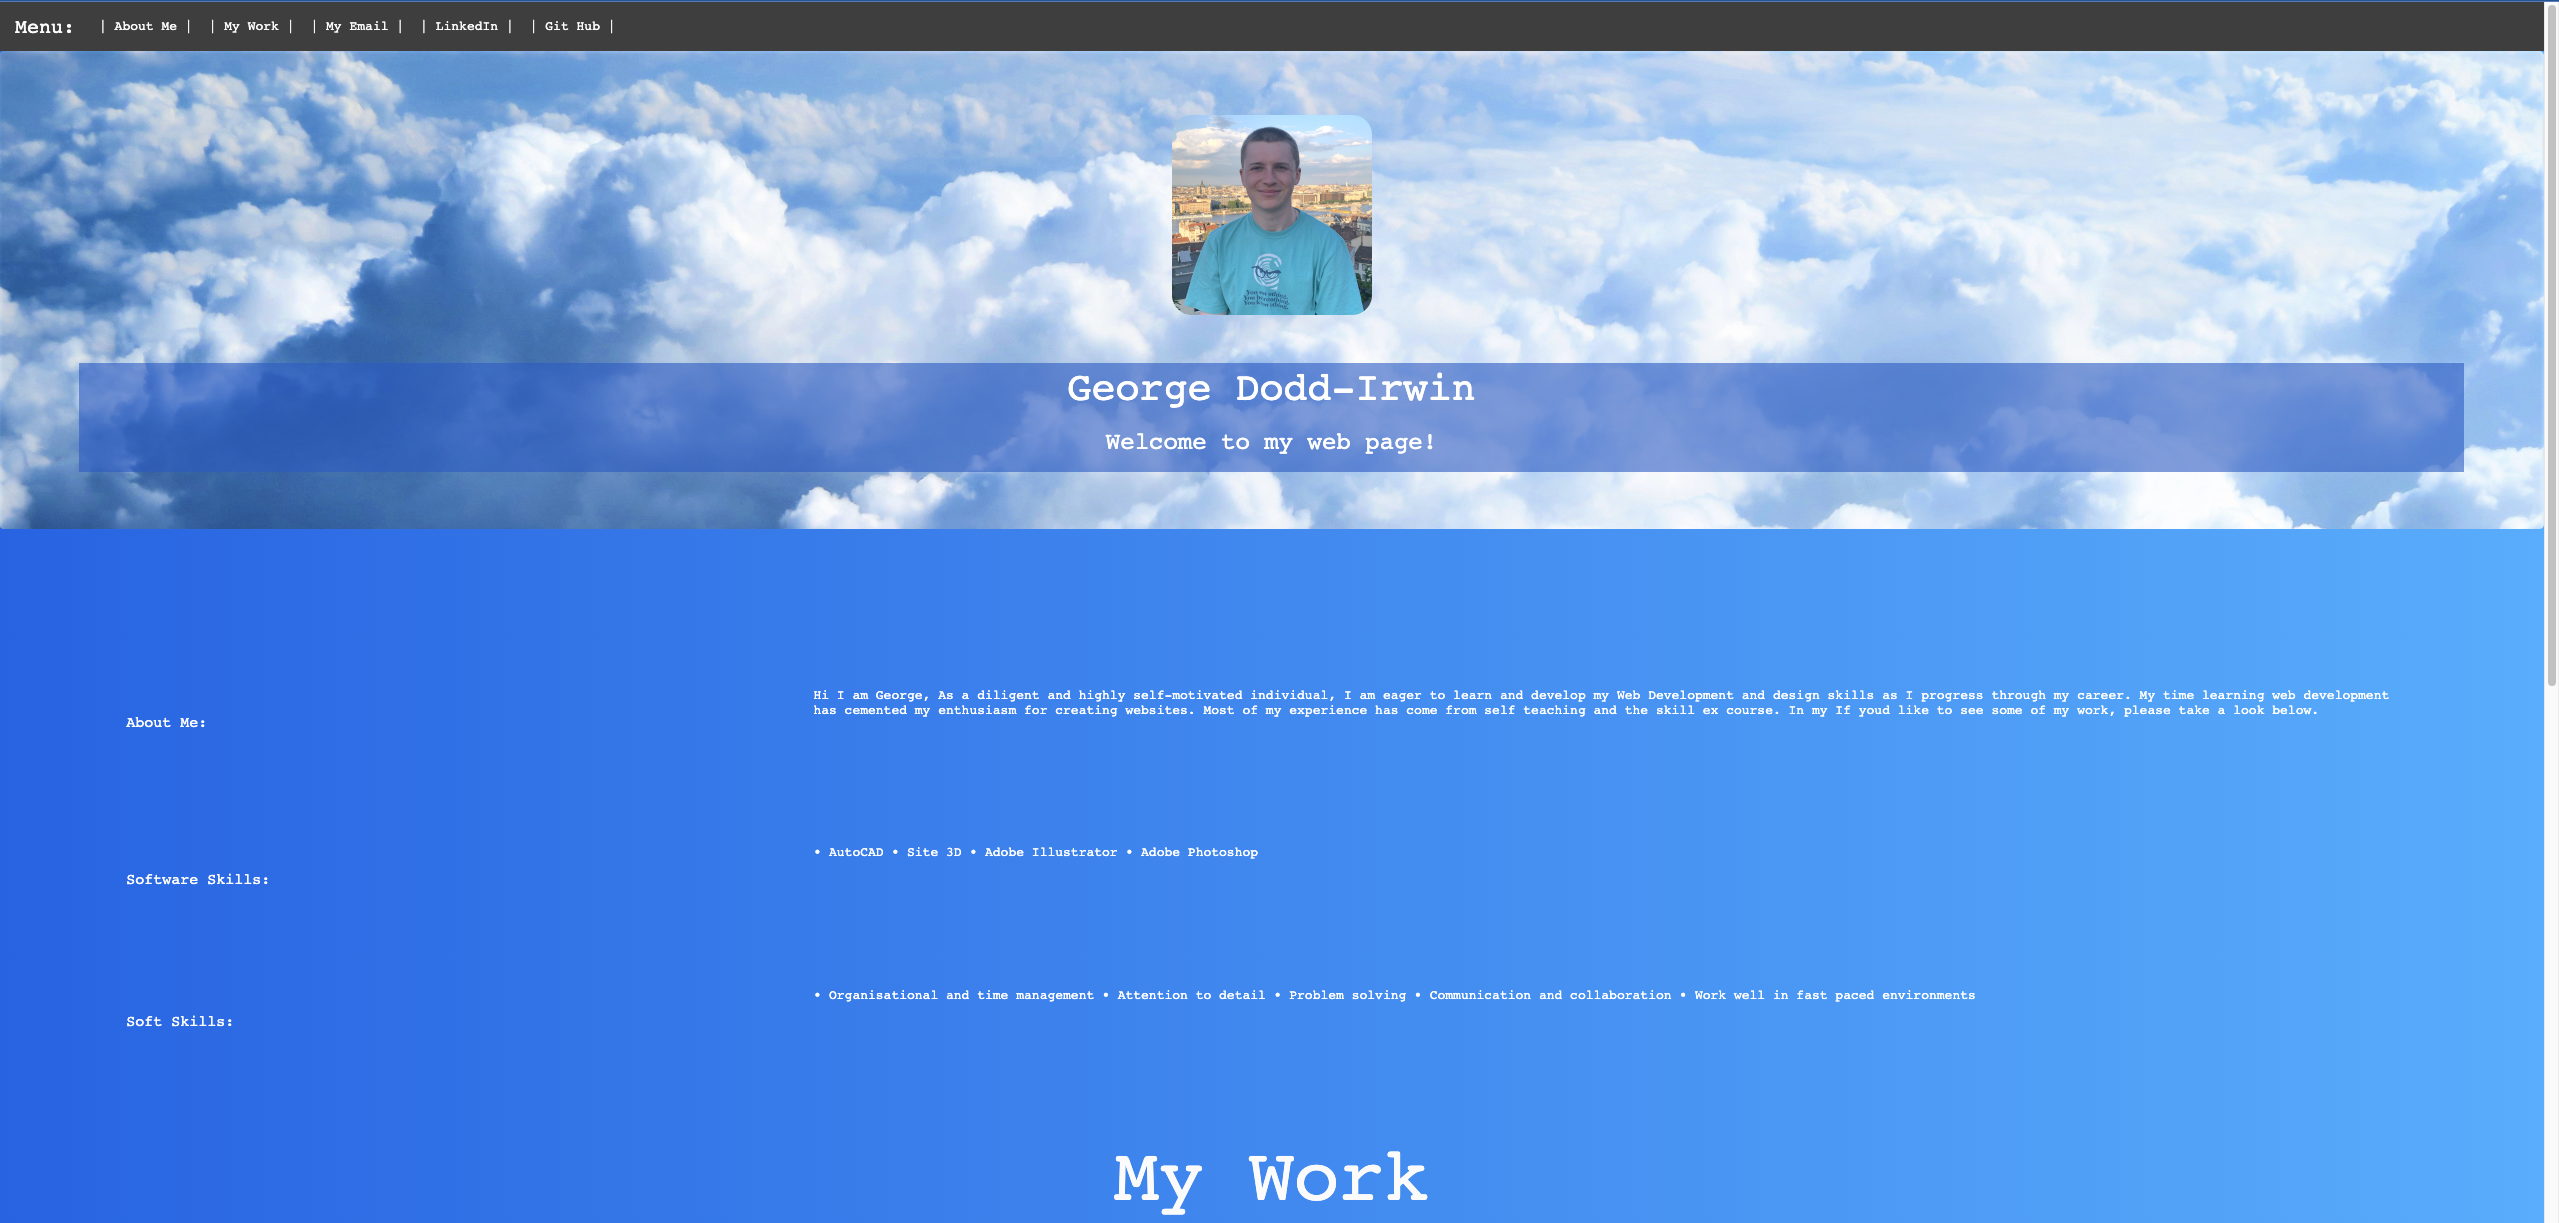 Menu: | About Me | | My Work | | My Email | | LinkedIn | | Git Hub |
George Dodd-Irwin
Welcome to my web page!
About Me:
Hi I am George, As a diligent and highly self-motivated individual, I am eager to learn and develop my Web Development and design skills as I progress through my career. My time learning web development
has cemented my enthusiasm for creating websites. Most of my experience has come from self teaching and the skill ex course. In my If youd like to see some of my work, please take a look below.
Software Skills:
• AutoCAD • Site 3D • Adobe Illustrator • Adobe Photoshop
Soft Skills:
• Organisational and time management • Attention to detail • Problem solving • Communication and collaboration • Work well in fast paced environments
My Work